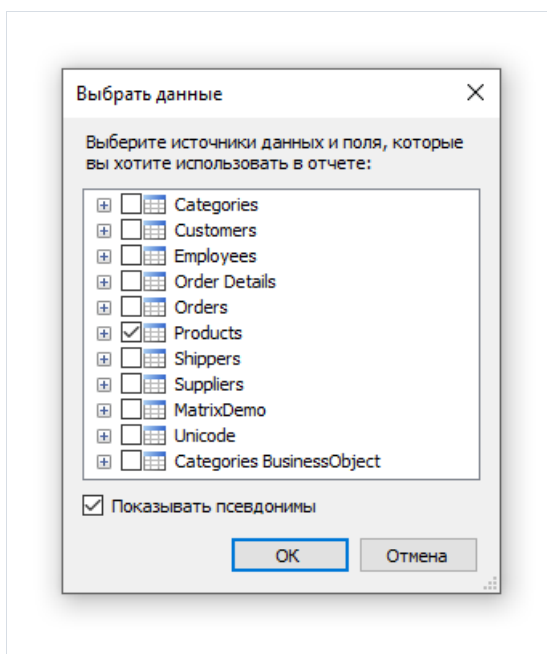 Выбрать данные
Выберите источники данных и поля, которые
вы хотите использовать в отчете:
Categories
Customers
Employees
Order Details
Orders
Products
Shippers
Suppliers
MatrixDemo
Unicode
Categories BusinessObject
Показывать псевдонимы
ОК
Отмена